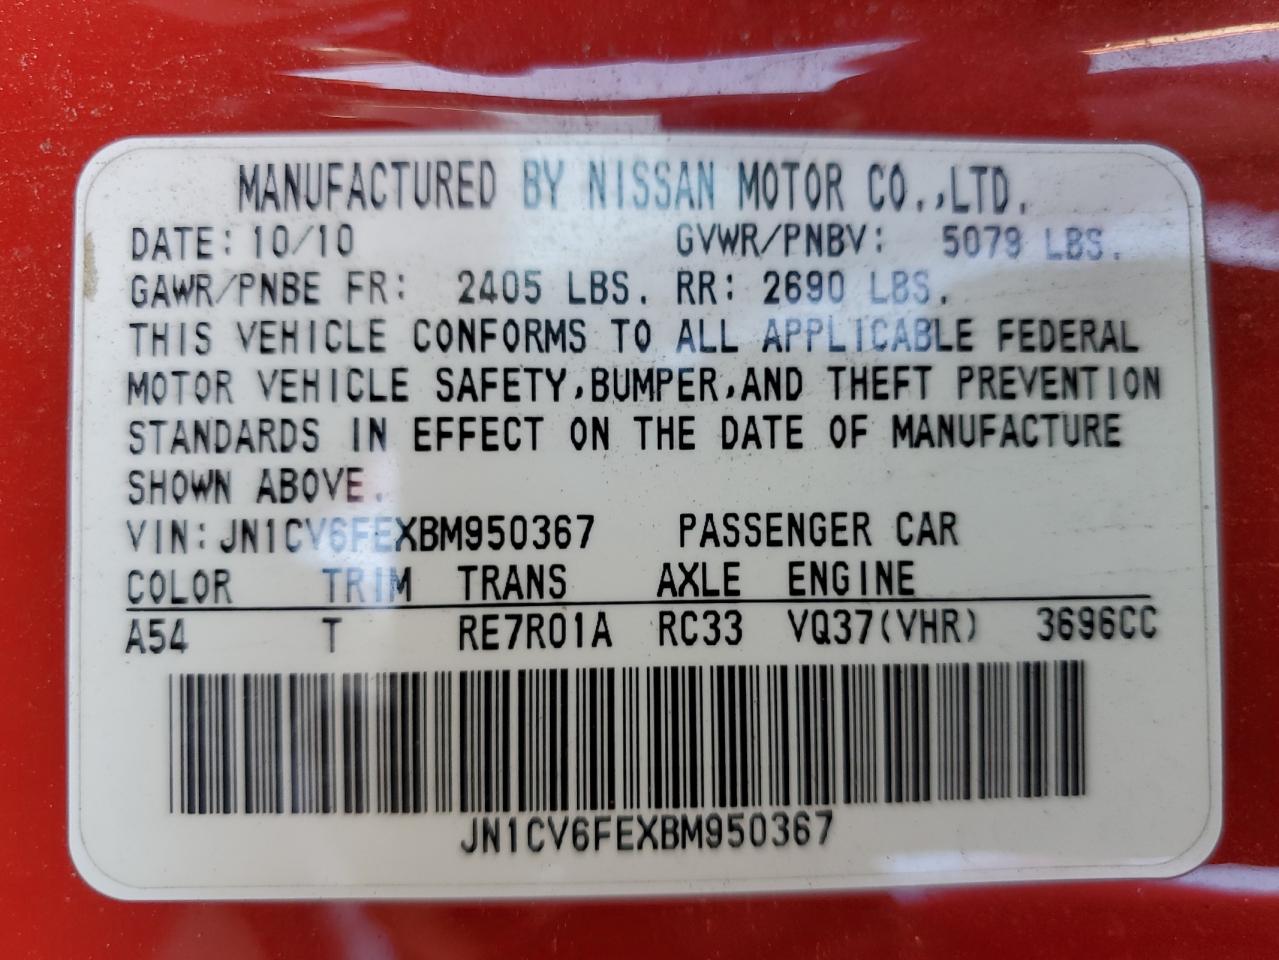 MANUFACTURED BY NISSAN MOTOR CO.,LTD.
DATE: 10/10 GVWR/PNBV: 5079 LBS.
GAWR/PNBE FR: 2405 LBS. RR: 2690 LBS.
THIS VEHICLE CONFORMS TO ALL APPLICABLE FEDERAL
MOTOR VEHICLE SAFETY,BUMPER,AND THEFT PREVENTION
STANDARDS IN EFFECT ON THE DATE OF MANUFACTURE
SHOWN ABOVE.
VIN: JN1CV6FEXBM950367 PASSENGER CAR
COLOR TRIM TRANS AXLE ENGINE
A54 T RE7R01A RC33 VQ37(VHR) 3696CC
JN1CV6FEXBM950367